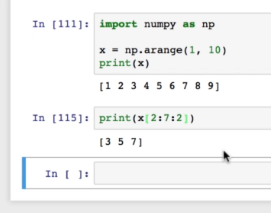 In [111]: import numpy as np
x = np.arange(1, 10)
print(x)
[1 2 3 4 5 6 7 8 9]
In [115]: print(x[2:7:2])
[3 5 7]
In [ ]: